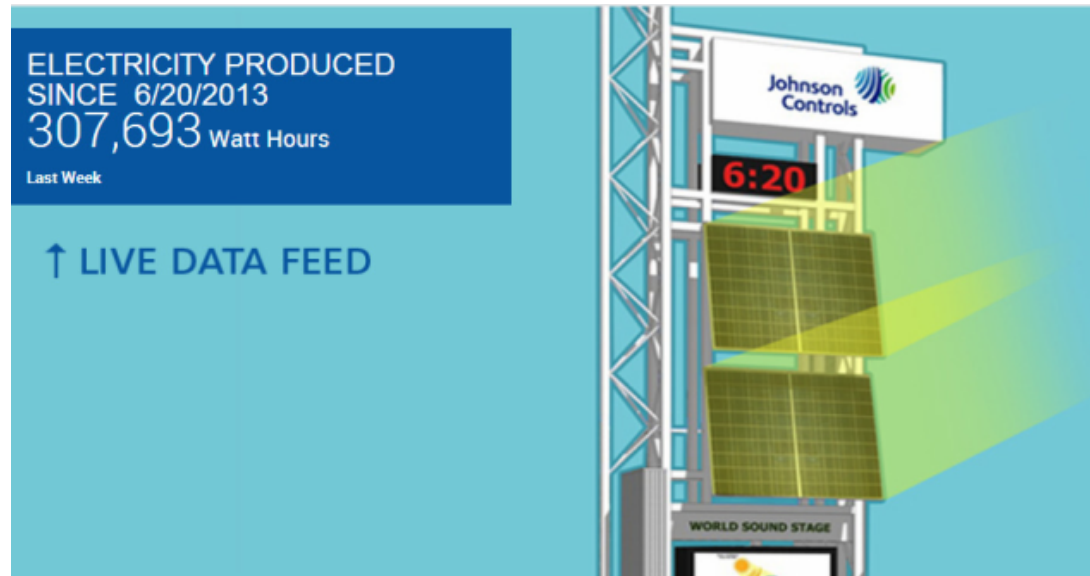 ELECTRICITY PRODUCED
SINCE 6/20/2013
307,693 Watt Hours
Last Week
↑ LIVE DATA FEED
Johnson
Controls
6:20
WORLD SOUND STAGE